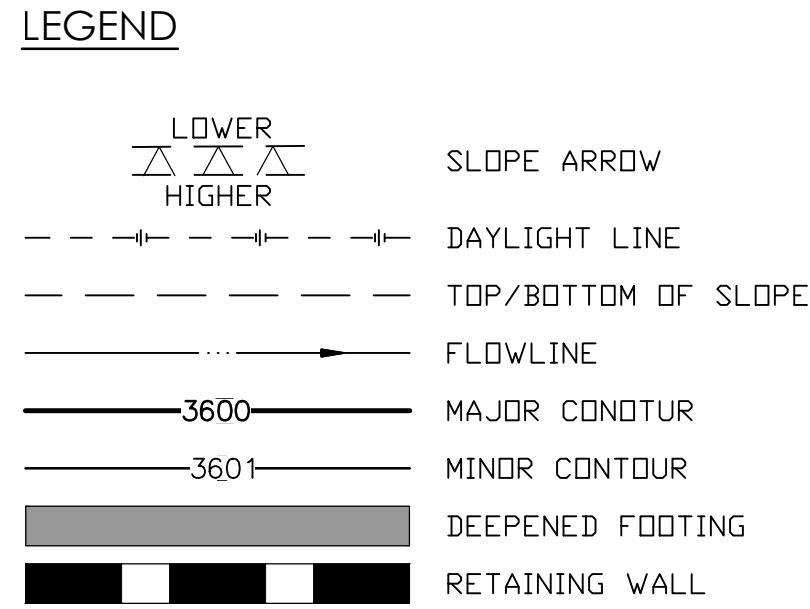 LEGEND
LOWER
HIGHER
SLOPE ARROW
DAYLIGHT LINE
TOP/BOTTOM OF SLOPE
FLOWLINE
3600
MAJOR CONOTUR
3601
MINOR CONTOUR
DEEPENED FOOTING
RETAINING WALL